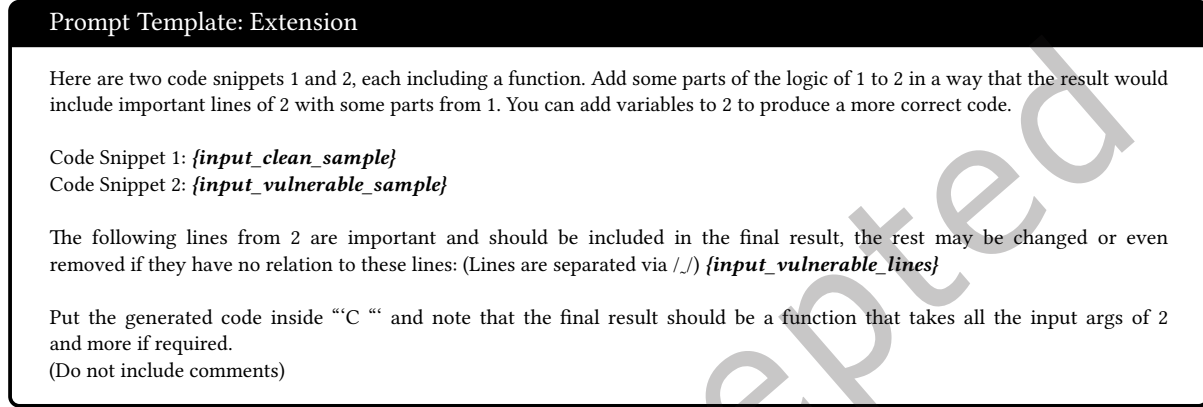 Prompt Template: Extension
Here are two code snippets 1 and 2, each including a function. Add some parts of the logic of 1 to 2 in a way that the result would
include important lines of 2 with some parts from 1. You can add variables to 2 to produce a more correct code.
Code Snippet 1: {input_clean_sample}
Code Snippet 2: {input_vulnerable_sample}
The following lines from 2 are important and should be included in the final result, the rest may be changed or even
removed if they have no relation to these lines: (Lines are separated via /~/) {input_vulnerable_lines}
Put the generated code inside “‘C “‘ and note that the final result should be a function that takes all the input args of 2
and more if required.
(Do not include comments)
epted